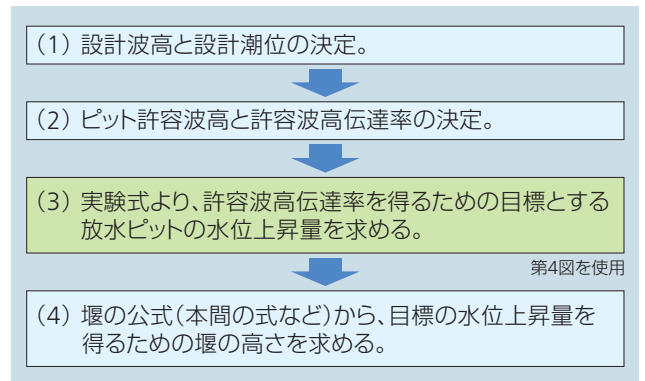 (1) 設計波高と設計潮位の決定。
(2) ピット許容波高と許容波高伝達率の決定。
(3) 実験式より、許容波高伝達率を得るための目標とする
放水ピットの水位上昇量を求める。
第4図を使用
(4) 堰の公式(本間の式など)から、目標の水位上昇量を
得るための堰の高さを求める。